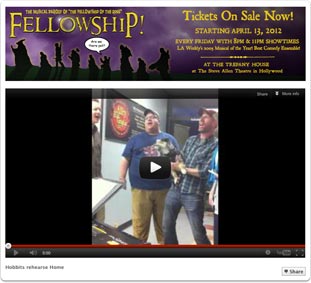 THE MUSICAL PARODY OF "THE FELLOWSHIP OF THE RING"
FELLOWSHIP!
Are we there yet?
Tickets On Sale Now!
STARTING APRIL 13, 2012
EVERY FRIDAY WITH 8PM & 11PM SHOWTIMES
LA Weekly's 2005 Musical of the Year! Best Comedy Ensemble!
AT THE TREPANY HOUSE
at The Steve Allen Theatre in Hollywood
Share
More info
0:00
Hobbits rehearse Home
Share